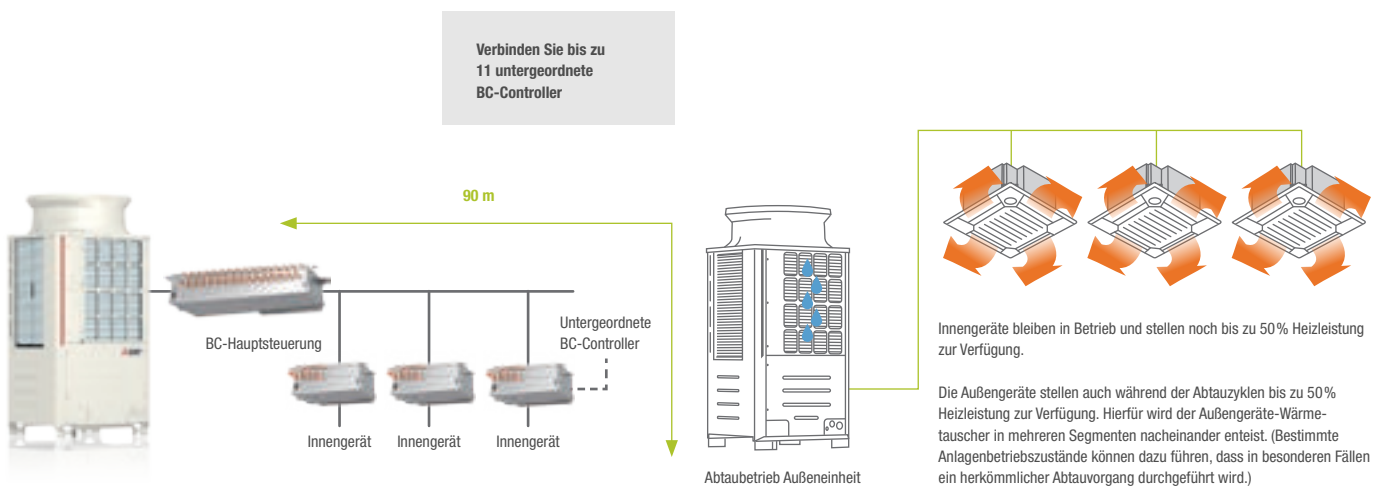 Verbinden Sie bis zu
11 untergeordnete
BC-Controller
90 m
BC-Hauptsteuerung
Untergeordnete
BC-Controller
Innengerät
Innengerät
Innengerät
Abtaubetrieb Außeneinheit
Innengeräte bleiben in Betrieb und stellen noch bis zu 50 % Heizleistung
zur Verfügung.
Die Außengeräte stellen auch während der Abtauzyklen bis zu 50 %
Heizleistung zur Verfügung. Hierfür wird der Außengeräte-Wärme-
tauscher in mehreren Segmenten nacheinander enteist. (Bestimmte
Anlagenbetriebszustände können dazu führen, dass in besonderen Fällen
ein herkömmlicher Abtauvorgang durchgeführt wird.)